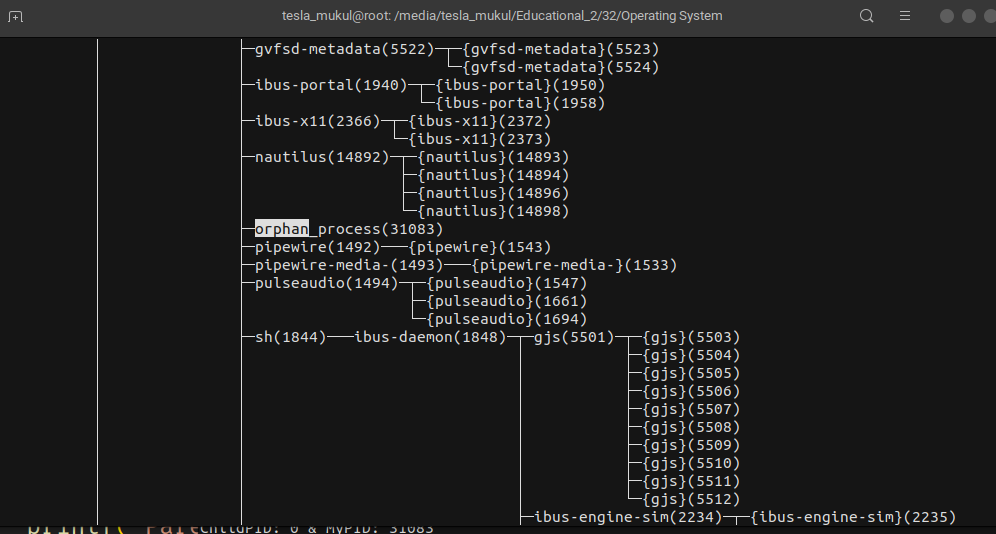 tesla_mukul@root: /media/tesla_mukul/Educational_2/32/Operating System
├─gvfsd-metadata(5522)─┬─{gvfsd-metadata}(5523)
└─{gvfsd-metadata}(5524)
├─ibus-portal(1940)─┬─{ibus-portal}(1950)
└─{ibus-portal}(1958)
├─ibus-x11(2366)─┬─{ibus-x11}(2372)
└─{ibus-x11}(2373)
├─nautilus(14892)─┬─{nautilus}(14893)
├─{nautilus}(14894)
├─{nautilus}(14896)
└─{nautilus}(14898)
├─orphan_process(31083)
├─pipewire(1492)───{pipewire}(1543)
├─pipewire-media-(1493)───{pipewire-media-}(1533)
├─pulseaudio(1494)─┬─{pulseaudio}(1547)
├─{pulseaudio}(1661)
└─{pulseaudio}(1694)
├─sh(1844)───ibus-daemon(1848)─┬─gjs(5501)─┬─{gjs}(5503)
├─{gjs}(5504)
├─{gjs}(5505)
├─{gjs}(5506)
├─{gjs}(5507)
├─{gjs}(5508)
├─{gjs}(5509)
├─{gjs}(5510)
├─{gjs}(5511)
└─{gjs}(5512)
├─ibus-engine-sim(2234)─┬─{ibus-engine-sim}(2235)
ChildPID: 0 & MyPID: 31083